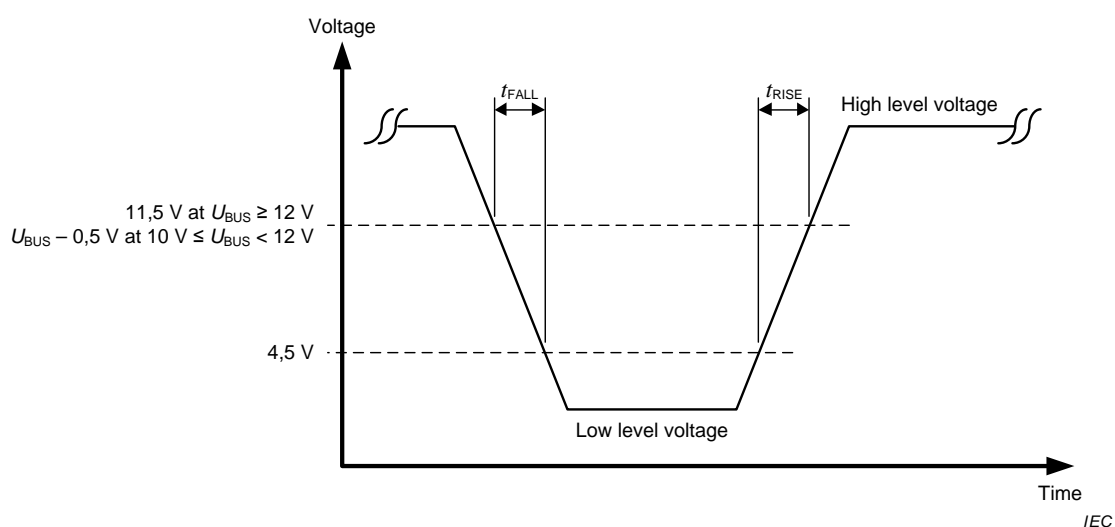 Voltage
tFALL
tRISE
High level voltage
11,5 V at UBUS ≥ 12 V
UBUS – 0,5 V at 10 V ≤ UBUS < 12 V
4,5 V
Low level voltage
Time
IEC